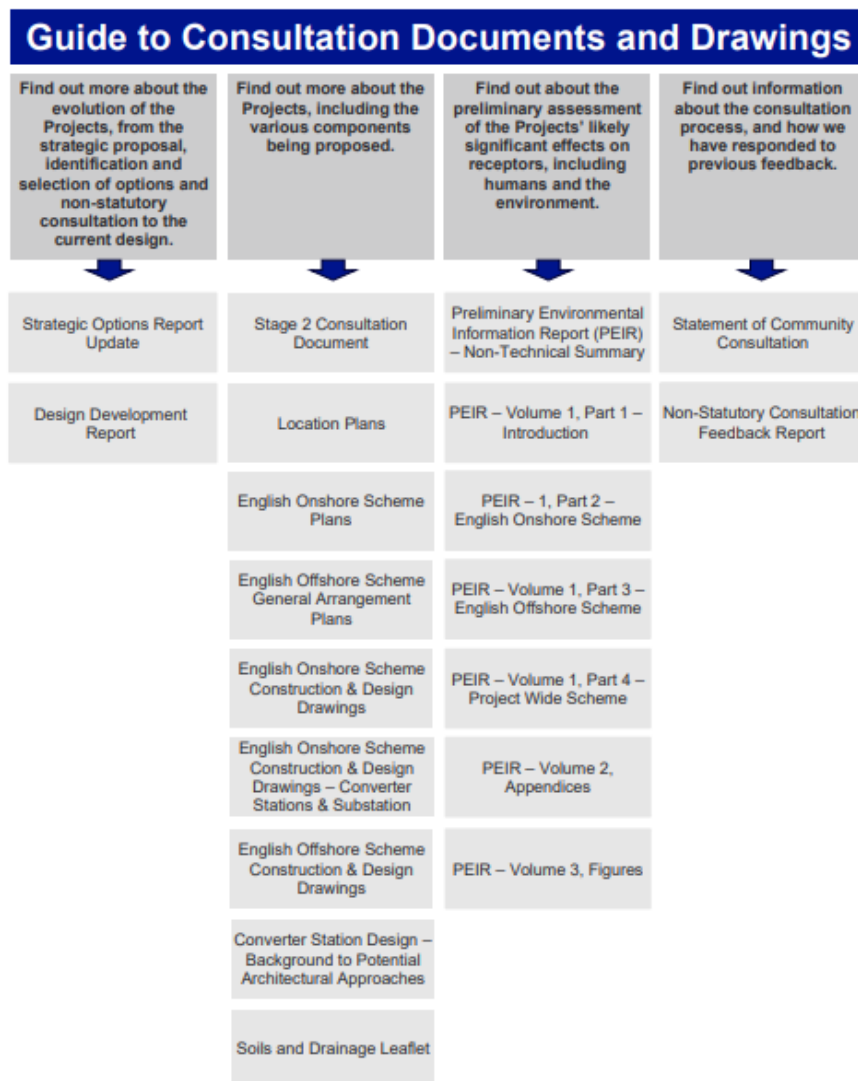 Guide to Consultation Documents and Drawings
Find out more about the
evolution of the
Projects, from the
strategic proposal,
identification and
selection of options and
non-statutory
consultation to the
current design.
Strategic Options Report
Update
Design Development
Report
Find out more about the
Projects, including the
various components
being proposed.
Stage 2 Consultation
Document
Location Plans
English Onshore Scheme
Plans
English Offshore Scheme
General Arrangement
Plans
English Onshore Scheme
Construction & Design
Drawings
English Onshore Scheme
Construction & Design
Drawings – Converter
Stations & Substation
English Offshore Scheme
Construction & Design
Drawings
Converter Station Design –
Background to Potential
Architectural Approaches
Soils and Drainage Leaflet
Find out about the
preliminary assessment
of the Projects’ likely
significant effects on
receptors, including
humans and the
environment.
Preliminary Environmental
Information Report (PEIR)
– Non-Technical Summary
PEIR – Volume 1, Part 1 –
Introduction
PEIR – 1, Part 2 –
English Onshore Scheme
PEIR – Volume 1, Part 3 –
English Offshore Scheme
PEIR – Volume 1, Part 4 –
Project Wide Scheme
PEIR – Volume 2,
Appendices
PEIR – Volume 3, Figures
Find out information
about the consultation
process, and how we
have responded to
previous feedback.
Statement of Community
Consultation
Non-Statutory Consultation
Feedback Report